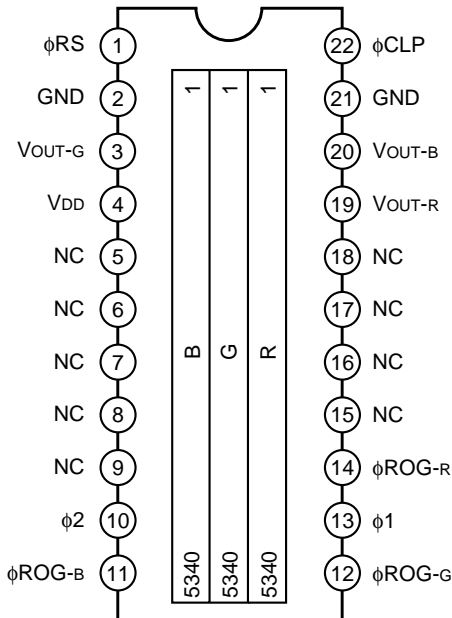 φRS 1 1 1 1 22 φCLP
GND 2 21 GND
VOUT-G 3 20 VOUT-B
VDD 4 19 VOUT-R
NC 5 18 NC
NC 6 17 NC
NC 7 B G R 16 NC
NC 8 15 NC
NC 9 14 φROG-R
φ2 10 13 φ1
φROG-B 11 5340 5340 5340 12 φROG-G